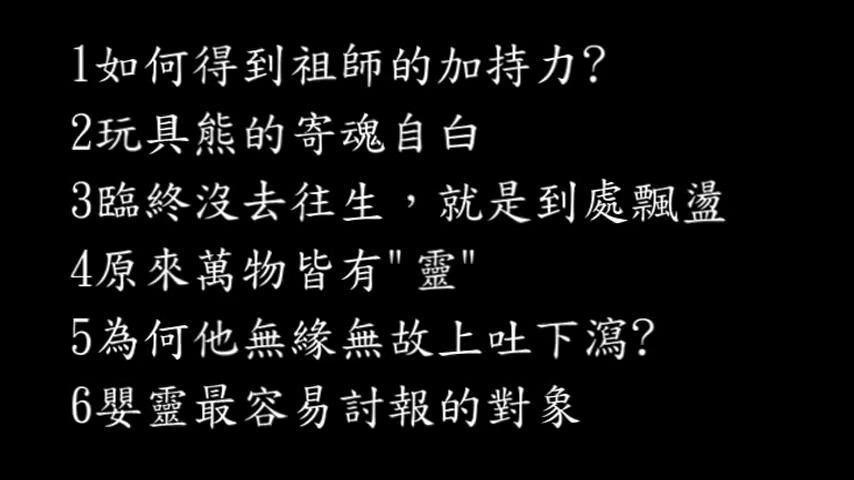 1如何得到祖師的加持力?
2玩具熊的寄魂自白
3臨終沒去往生，就是到處飄盪
4原來萬物皆有"靈"
5為何他無緣無故上吐下瀉?
6嬰靈最容易討報的對象